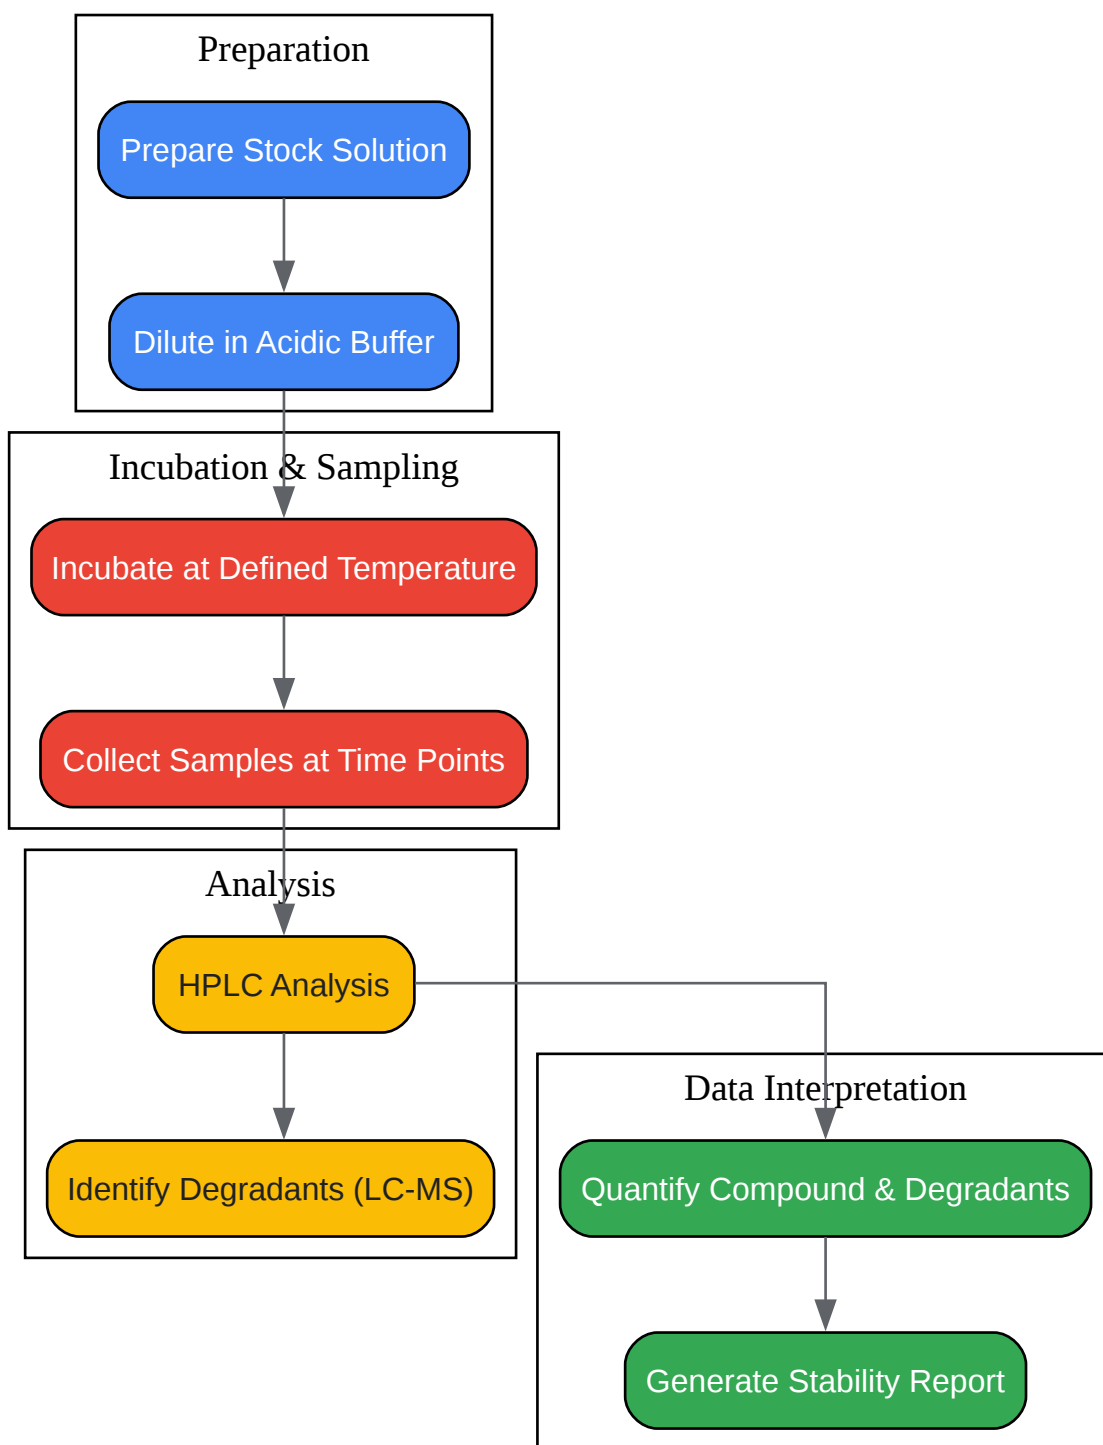 Preparation
Prepare Stock Solution
Dilute in Acidic Buffer
Incubation & Sampling
Incubate at Defined Temperature
Collect Samples at Time Points
Analysis
HPLC Analysis
Identify Degradants (LC-MS)
Data Interpretation
Quantify Compound & Degradants
Generate Stability Report